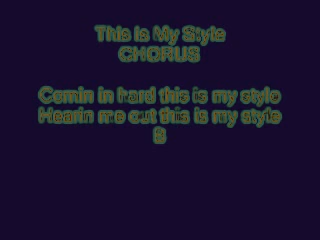 This Is My Style
CHORUS
Comin in hard this is my style
Hearin me out this is my style
B